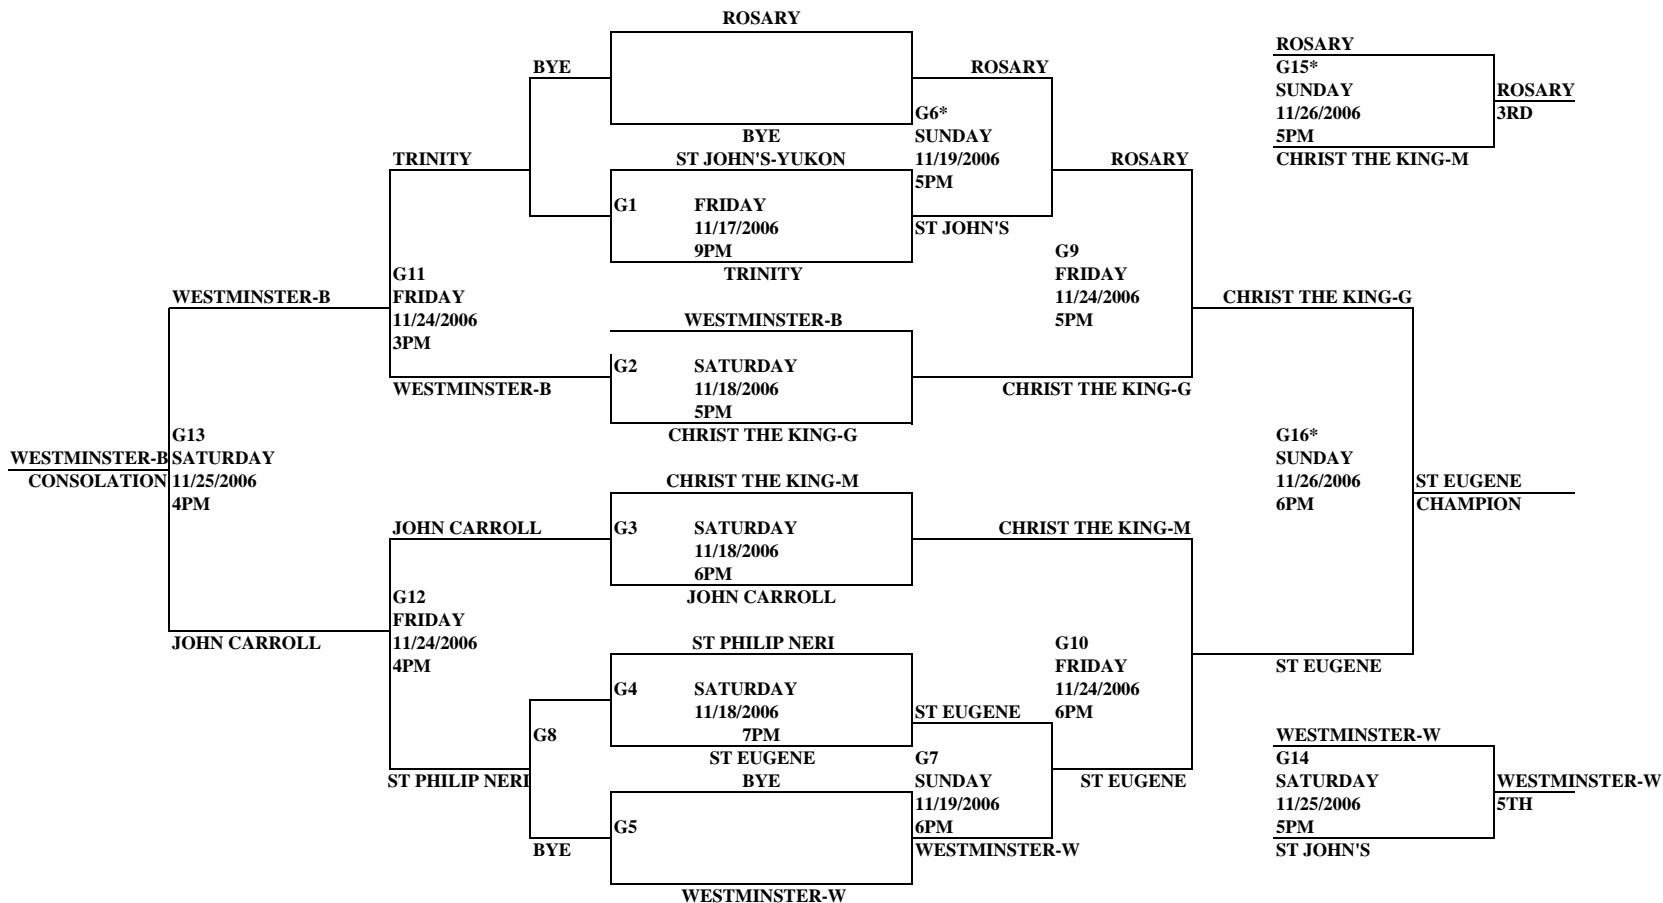 ROSARY
BYE
ROSARY
G6*
SUNDAY
11/19/2006
5PM
BYE
ST JOHN'S-YUKON
TRINITY
G1
FRIDAY
11/17/2006
9PM
ST JOHN'S
TRINITY
ROSARY
G9
FRIDAY
11/24/2006
5PM
G11
FRIDAY
11/24/2006
3PM
WESTMINSTER-B
WESTMINSTER-B
G2
SATURDAY
11/18/2006
5PM
WESTMINSTER-B
CHRIST THE KING-G
CHRIST THE KING-G
CHRIST THE KING-G
G13
SATURDAY
11/25/2006
4PM
WESTMINSTER-B
CONSOLATION
CHRIST THE KING-M
JOHN CARROLL
G3
SATURDAY
11/18/2006
6PM
CHRIST THE KING-M
JOHN CARROLL
G12
FRIDAY
11/24/2006
4PM
JOHN CARROLL
ST PHILIP NERI
G4
SATURDAY
11/18/2006
7PM
ST EUGENE
G10
FRIDAY
11/24/2006
6PM
G8
ST EUGENE
BYE
G7
SUNDAY
11/19/2006
6PM
ST PHILIP NERI
ST EUGENE
G5
BYE
WESTMINSTER-W
WESTMINSTER-W
ROSARY
G15*
SUNDAY
11/26/2006
5PM
CHRIST THE KING-M
ROSARY
3RD
G16*
SUNDAY
11/26/2006
6PM
ST EUGENE
CHAMPION
ST EUGENE
WESTMINSTER-W
G14
SATURDAY
11/25/2006
5PM
ST JOHN'S
WESTMINSTER-W
5TH